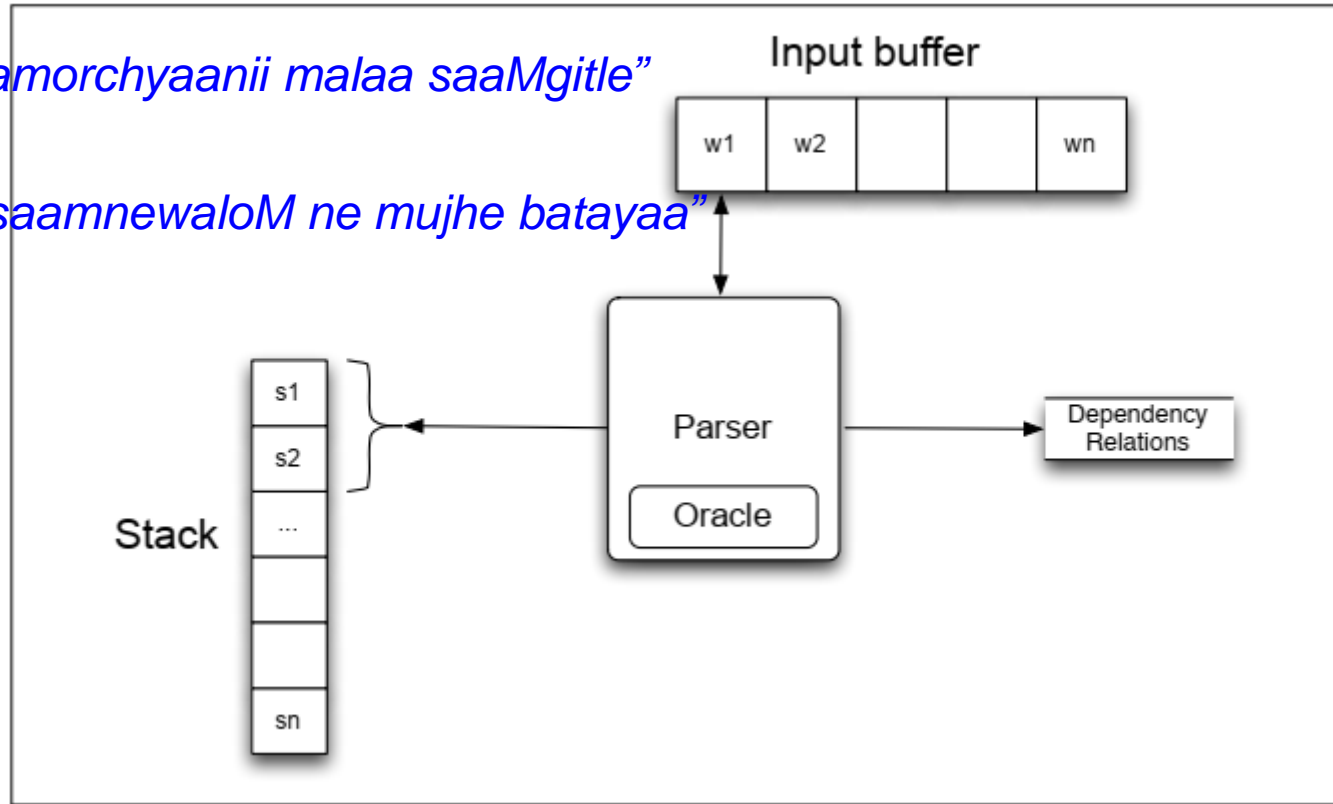 amorchyaanii malaa saaMgitle”
Input buffer
w1 w2 wn
saamnewaloM ne mujhe batayaa”
s1
s2
...
sn
Stack
Parser
Oracle
Dependency
Relations